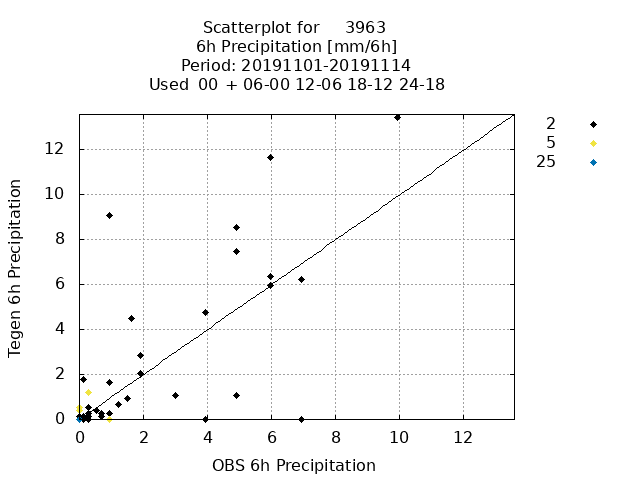 Scatterplot for 3963
6h Precipitation [mm/6h]
Period: 20191101-20191114
Used 00 + 06-00 12-06 18-12 24-18
2
5
25
12
10
8
6
4
2
0
Tegen 6h Precipitation
0 2 4 6 8 10 12
OBS 6h Precipitation